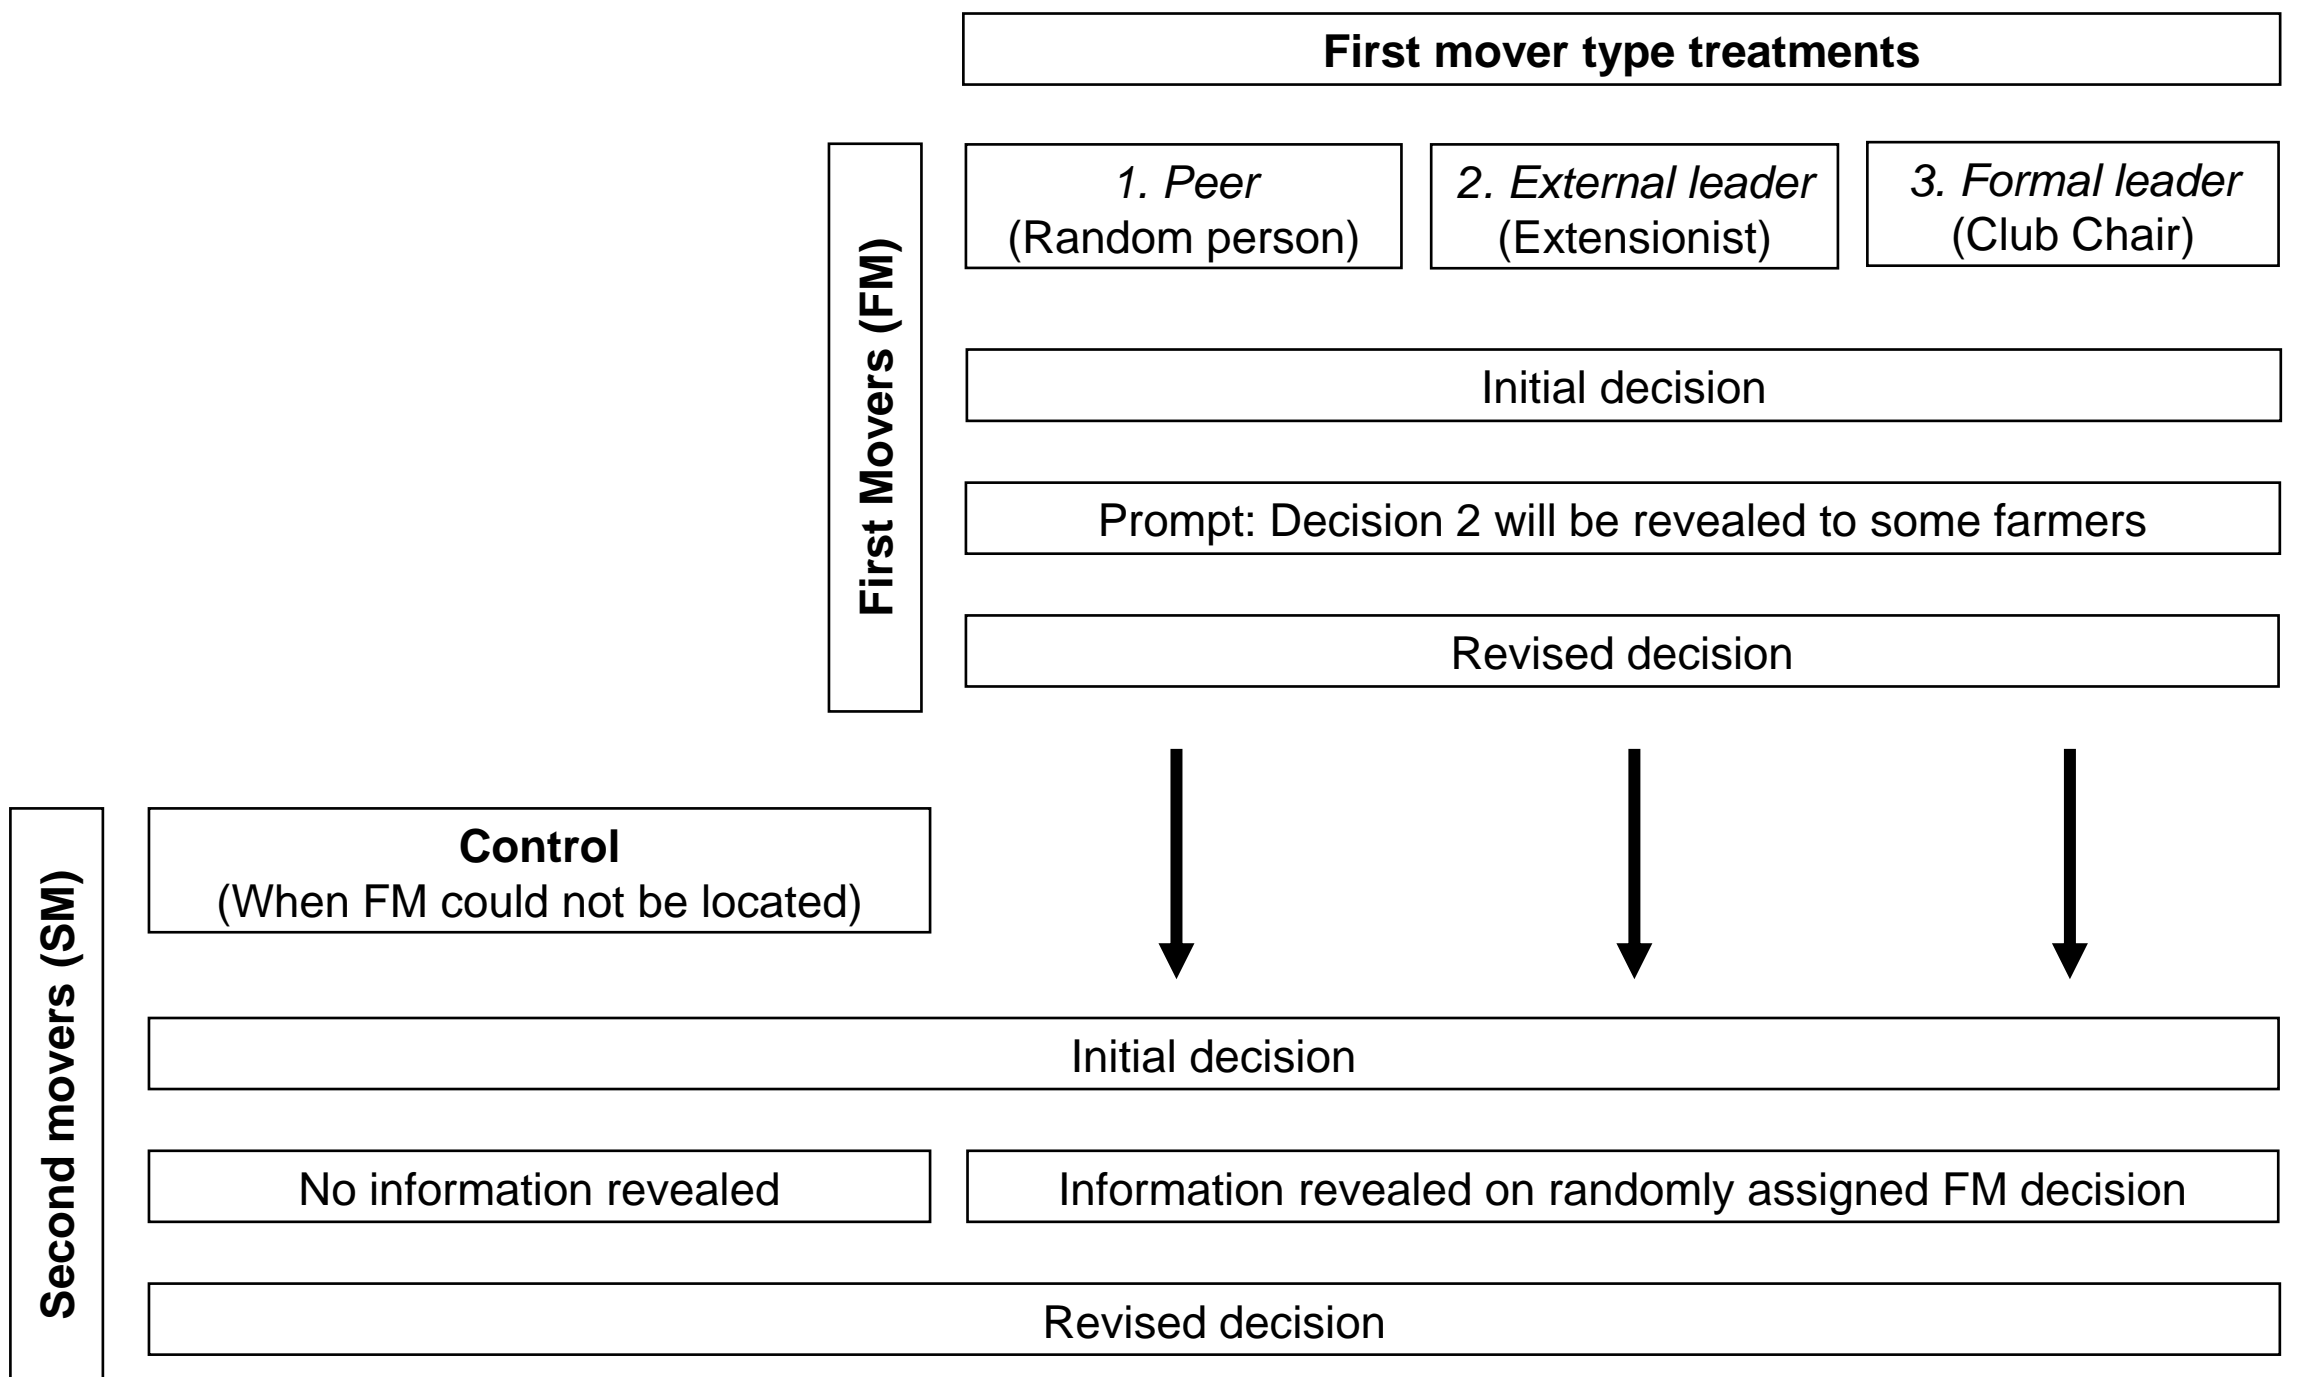 First mover type treatments
First Movers (FM)
1. Peer
(Random person)
2. External leader
(Extensionist)
3. Formal leader
(Club Chair)
Initial decision
Prompt: Decision 2 will be revealed to some farmers
Revised decision
Second movers (SM)
Control
(When FM could not be located)
Initial decision
No information revealed
Information revealed on randomly assigned FM decision
Revised decision